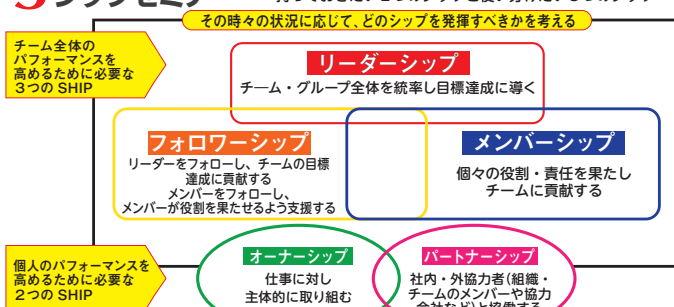 その時々の状況に応じて、どのシップを発揮すべきかを考える
チーム全体の
パフォーマンスを
高めるために必要な
3つの SHIP
リーダーシップ
チーム・グループ全体を統率し目標達成に導く
フォロワーシップ
リーダーをフォローし、チームの目標
達成に貢献する
メンバーをフォローし、
メンバーが役割を果たせるよう支援する
メンバーシップ
個々の役割・責任を果たし
チームに貢献する
個人のパフォーマンスを
高めるために必要な
2つの SHIP
オーナーシップ
仕事に対し
主体的に取り組む
パートナーシップ
社内・外協力者(組織・
チームのメンバーや協力
会社など)と協働する